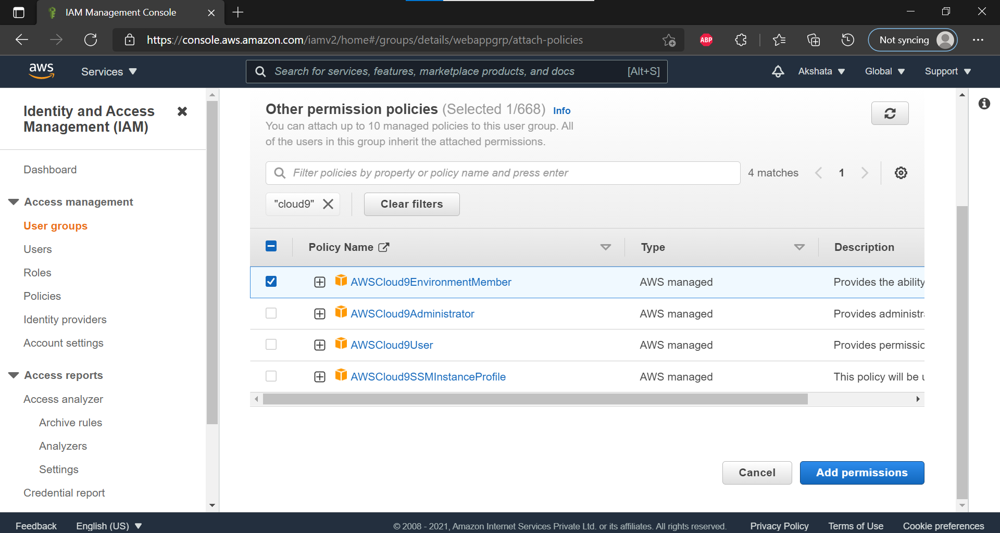 IAM Management Console
https://console.aws.amazon.com/iamv2/home#/groups/details/webappgrp/attach-policies
ABP
Not syncing
aws
Services
Search for services, features, marketplace products, and docs [Alt+S]
Akshata
Global
Support
Identity and Access
Management (IAM)
Dashboard
Access management
User groups
Users
Roles
Policies
Identity providers
Account settings
Access reports
Access analyzer
Archive rules
Analyzers
Settings
Credential report
Other permission policies (Selected 1/668) Info
You can attach up to 10 managed policies to this user group. All
of the users in this group inherit the attached permissions.
Filter policies by property or policy name and press enter
4 matches
1
"cloud9"
Clear filters
Policy Name Type Description
AWSCloud9EnvironmentMember AWS managed Provides the ability
AWSCloud9Administrator AWS managed Provides administr
AWSCloud9User AWS managed Provides permissic
AWSCloud9SSMInstanceProfile AWS managed This policy will be
Cancel
Add permissions
Feedback
English (US)
© 2008 - 2021, Amazon Internet Services Private Ltd. or its affiliates. All rights reserved.
Privacy Policy
Terms of Use
Cookie preferences